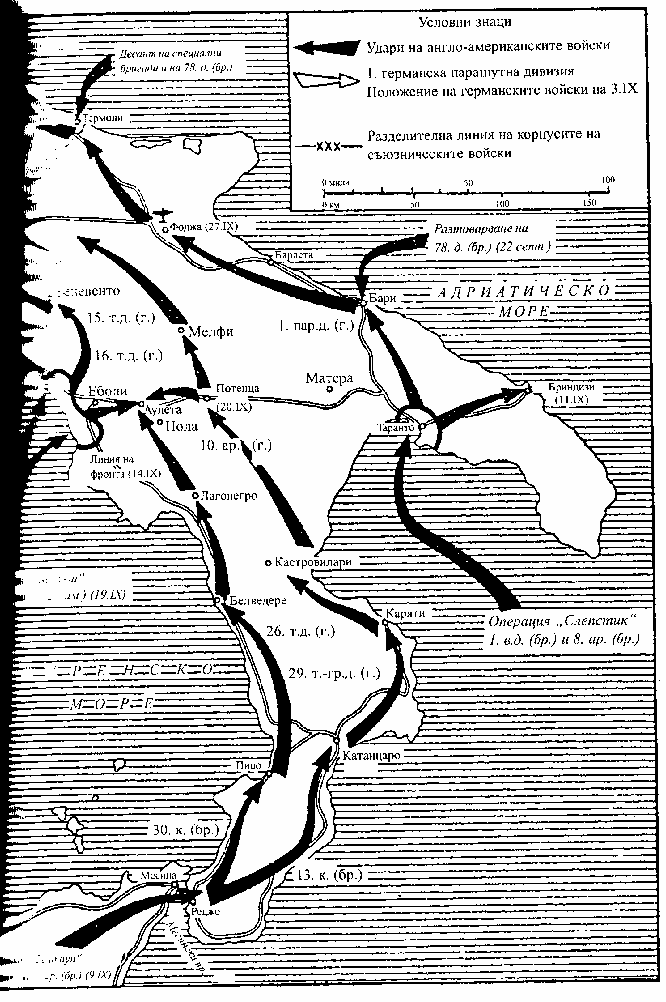 Условни знаци
Удари на англо-американските войски
1. германска парашутна дивизия
Положение на германските войски на 3.IX
Разделителна линия на корпусите на
съюзническите войски
0 мили 50 100
0 км 50 100 150
Десант на специални
бригади и на 78. д. (бр.)
Термоли
Фоджа (27.IX)
Барлета
Разтоварване на
78. д. (бр.) (22 септ.)
Бари
АДРИАТИЧЕСКО
МОРЕ
15. т.д. (г.)
1. пар.д. (г.)
Мелфи
16. т.д. (г.)
Матера
Потенца
(20.IX)
Бриндизи
(11.IX)
Еболи
Аулета
Пола
Таранто
10. ар. (г.)
Линия на
фронта (14.IX)
Лагонегро
Кастровилари
(19.IX)
Белведере
Кариати
Операция „Слепстик“
1. в.д. (бр.) и 8. ар. (бр.)
26. т.д. (г.)
29. т.-гр.д. (г.)
РЕНСКО
МОРЕ
Пицо
Катанцаро
30. к. (бр.)
13. к. (бр.)
Месина
Реджо
(бр.) (9.IX)